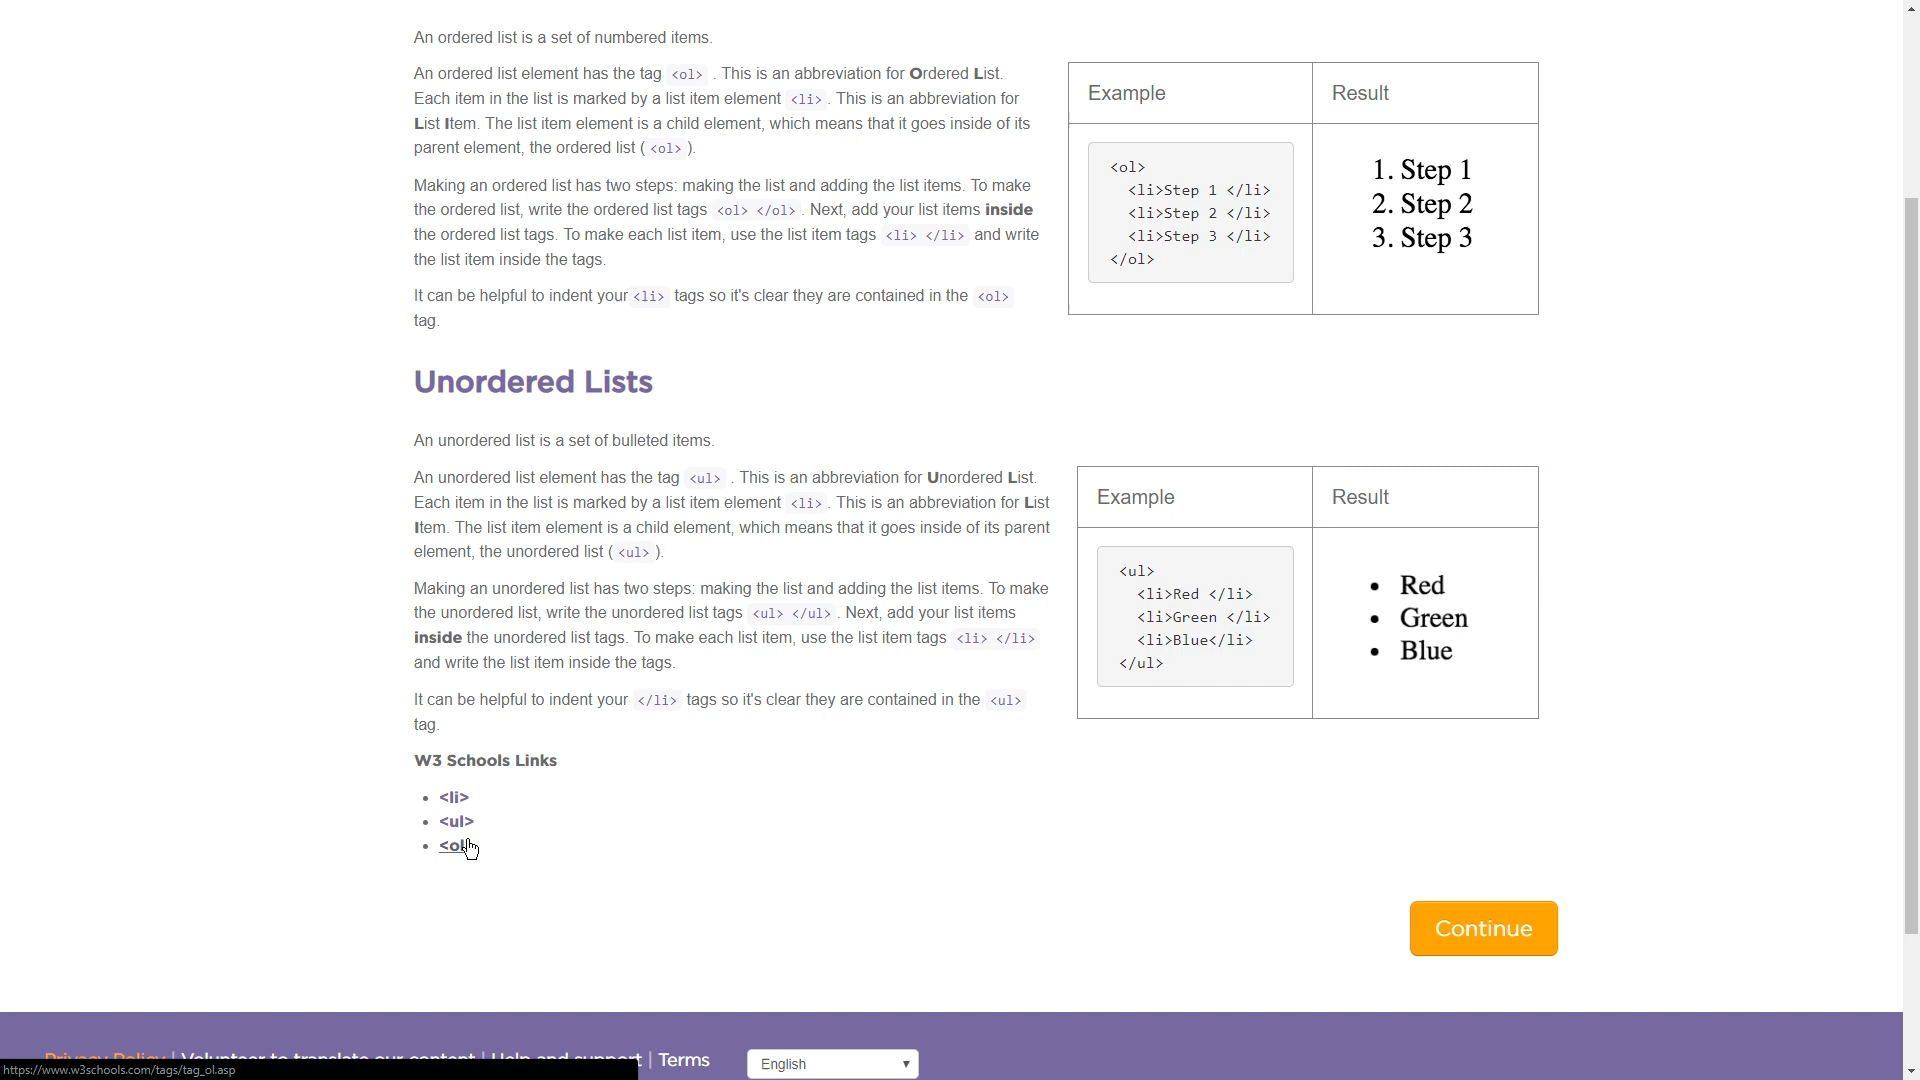 An ordered list is a set of numbered items.
An ordered list element has the tag <ol> . This is an abbreviation for Ordered List.
Each item in the list is marked by a list item element <li> . This is an abbreviation for
List Item. The list item element is a child element, which means that it goes inside of its
parent element, the ordered list ( <ol> ).
Making an ordered list has two steps: making the list and adding the list items. To make
the ordered list, write the ordered list tags <ol> </ol> . Next, add your list items inside
the ordered list tags. To make each list item, use the list item tags <li> </li> and write
the list item inside the tags.
It can be helpful to indent your <li> tags so it's clear they are contained in the <ol>
tag.
Example Result
<ol>
<li>Step 1 </li>
<li>Step 2 </li>
<li>Step 3 </li>
</ol>
1. Step 1
2. Step 2
3. Step 3
Unordered Lists
An unordered list is a set of bulleted items.
An unordered list element has the tag <ul> . This is an abbreviation for Unordered List.
Each item in the list is marked by a list item element <li> . This is an abbreviation for List
Item. The list item element is a child element, which means that it goes inside of its parent
element, the unordered list ( <ul> ).
Making an unordered list has two steps: making the list and adding the list items. To make
the unordered list, write the unordered list tags <ul> </ul> . Next, add your list items
inside the unordered list tags. To make each list item, use the list item tags <li> </li>
and write the list item inside the tags.
It can be helpful to indent your </li> tags so it's clear they are contained in the <ul>
tag.
Example Result
<ul>
<li>Red </li>
<li>Green </li>
<li>Blue</li>
</ul>
• Red
• Green
• Blue
W3 Schools Links
• <li>
• <ul>
• <ol
Continue
Privacy Policy | Volunteer to translate our content | Help and support | Terms
English
https://www.w3schools.com/tags/tag_ol.asp